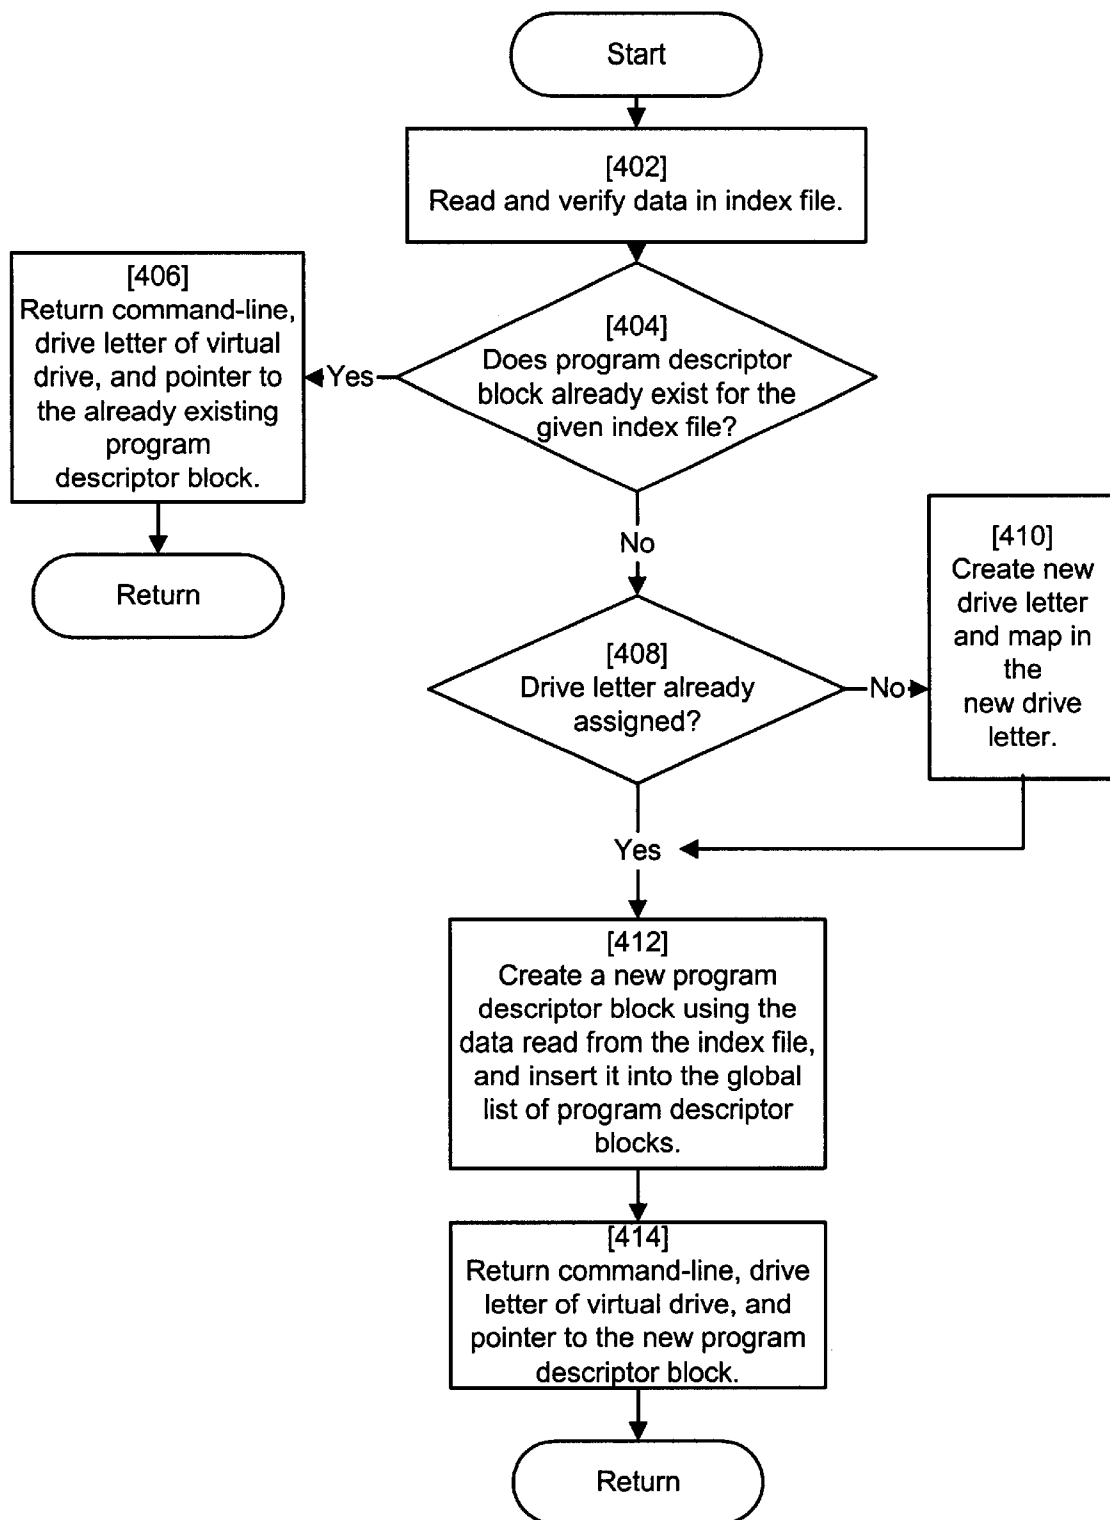 Start
[402]
Read and verify data in index file.
[404]
Does program descriptor
block already exist for the
given index file?
Yes
[406]
Return command-line,
drive letter of virtual
drive, and pointer to
the already existing
program
descriptor block.
Return
No
[408]
Drive letter already
assigned?
No
[410]
Create new
drive letter
and map in
the
new drive
letter.
Yes
[412]
Create a new program
descriptor block using the
data read from the index file,
and insert it into the global
list of program descriptor
blocks.
[414]
Return command-line, drive
letter of virtual drive, and
pointer to the new program
descriptor block.
Return